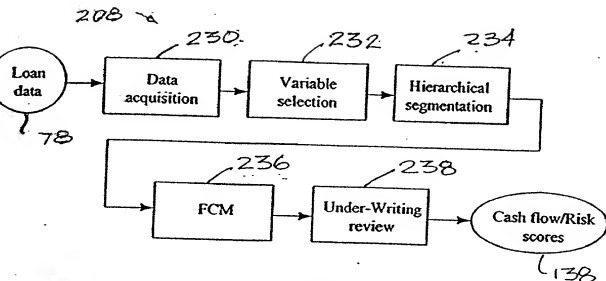 208
230
232
234
Loan
data
Data
acquisition
Variable
selection
Hierarchical
segmentation
78
236
238
FCM
Under-Writing
review
Cash flow/Risk
scores
138